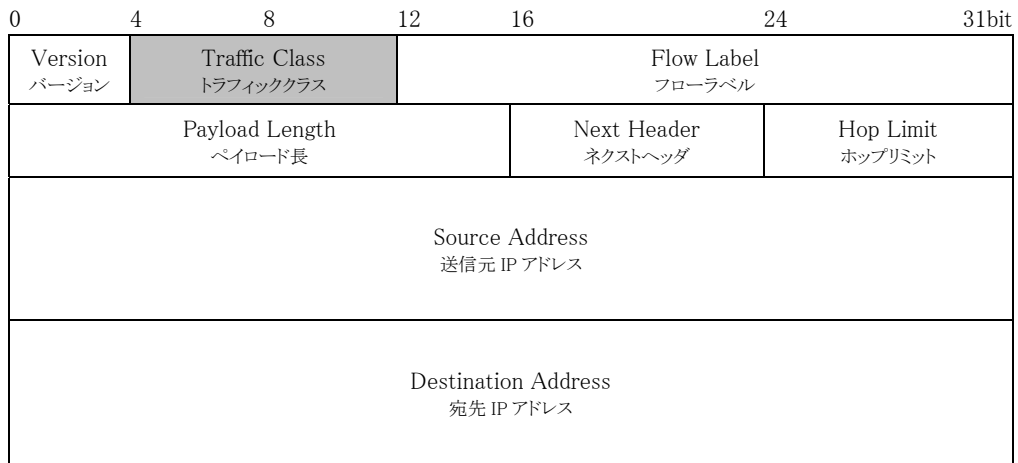 0 4 8 12 16 24 31bit
Version Traffic Class Flow Label
バージョン トラフィッククラス フローラベル
Payload Length Next Header Hop Limit
ペイロード長 ネクストヘッダ ホップリミット
Source Address
送信元 IP アドレス
Destination Address
宛先 IP アドレス